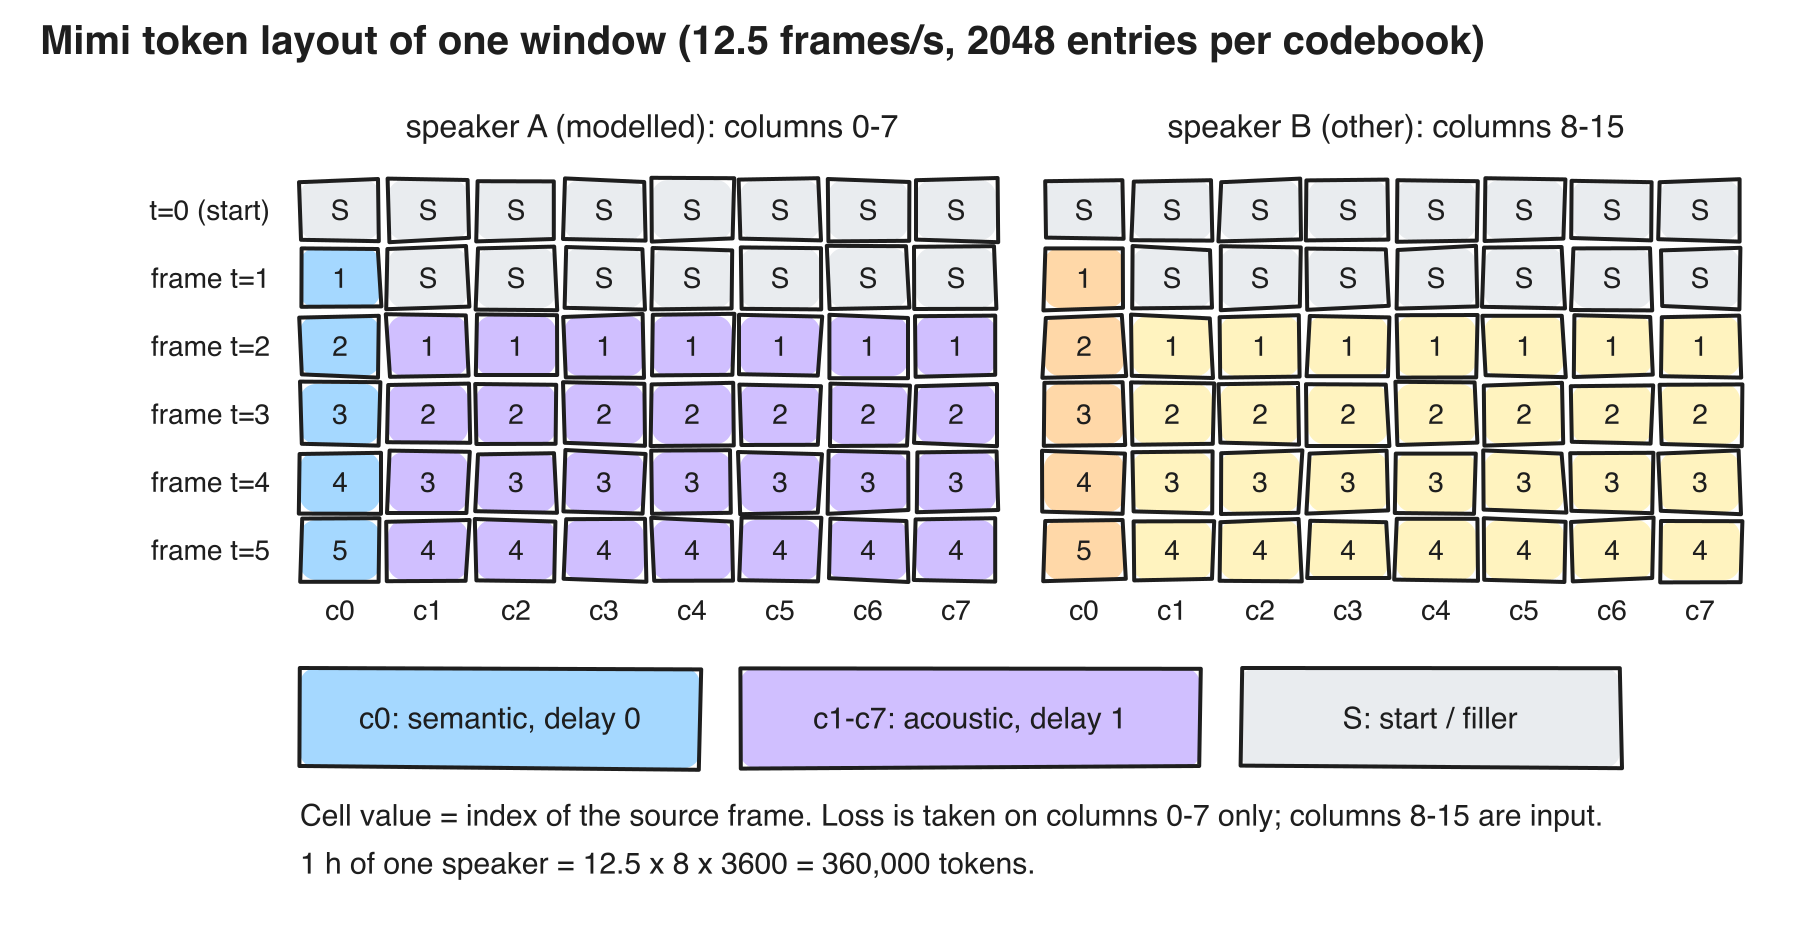 Mimi token layout of one window (12.5 frames/s, 2048 entries per codebook)
speaker A (modelled): columns 0-7
speaker B (other): columns 8-15
t=0 (start) S S S S S S S S S S S S S S S S
frame t=1 1 S S S S S S S 1 S S S S S S S
frame t=2 2 1 1 1 1 1 1 1 2 1 1 1 1 1 1 1
frame t=3 3 2 2 2 2 2 2 2 3 2 2 2 2 2 2 2
frame t=4 4 3 3 3 3 3 3 3 4 3 3 3 3 3 3 3
frame t=5 5 4 4 4 4 4 4 4 5 4 4 4 4 4 4 4
c0 c1 c2 c3 c4 c5 c6 c7 c0 c1 c2 c3 c4 c5 c6 c7
c0: semantic, delay 0
c1-c7: acoustic, delay 1
S: start / filler
Cell value = index of the source frame. Loss is taken on columns 0-7 only; columns 8-15 are input.
1 h of one speaker = 12.5 x 8 x 3600 = 360,000 tokens.